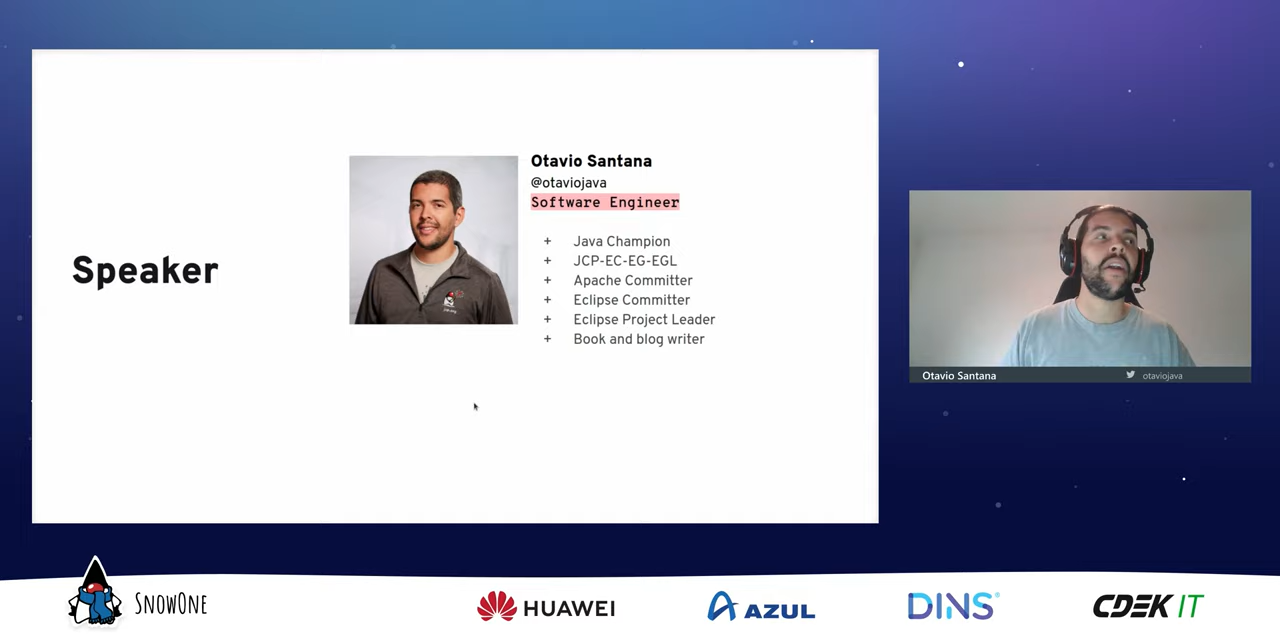 Speaker
Otavio Santana
@otaviojava
Software Engineer
+ Java Champion
+ JCP-EC-EG-EGL
+ Apache Committer
+ Eclipse Committer
+ Eclipse Project Leader
+ Book and blog writer
Otavio Santana
otaviojava
SnowOne
HUAWEI
AZUL
DINS
CDEK IT